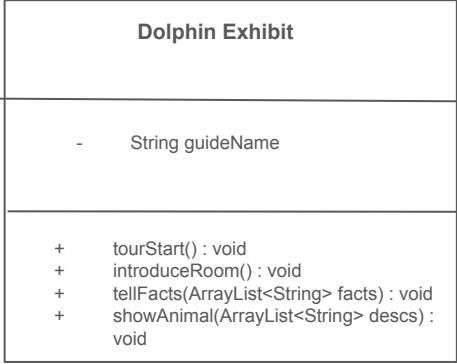 Dolphin Exhibit
- String guideName
+ tourStart() : void
+ introduceRoom() : void
+ tellFacts(ArrayList<String> facts) : void
+ showAnimal(ArrayList<String> descs) :
void